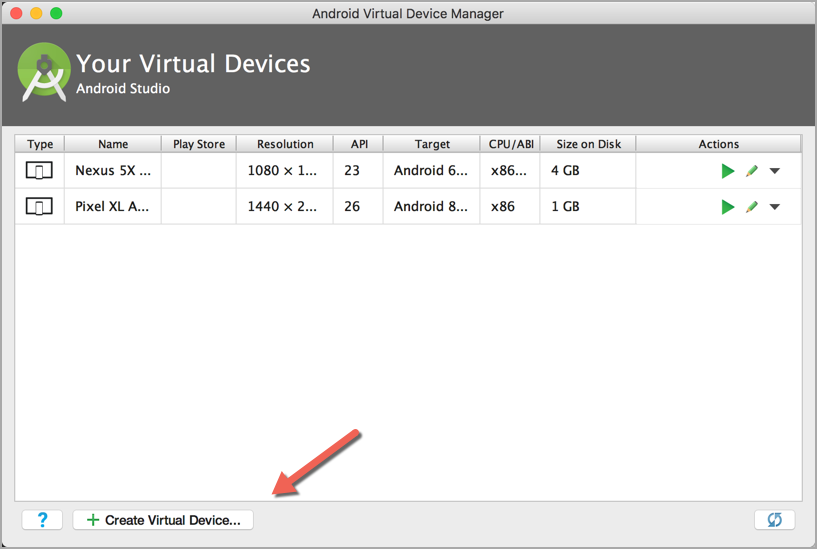 Android Virtual Device Manager
Your Virtual Devices
Android Studio
Type Name Play Store Resolution API Target CPU/ABI Size on Disk Actions
Nexus 5X ... 1080 × 1... 23 Android 6... x86... 4 GB
Pixel XL A... 1440 × 2... 26 Android 8... x86 1 GB
? + Create Virtual Device...